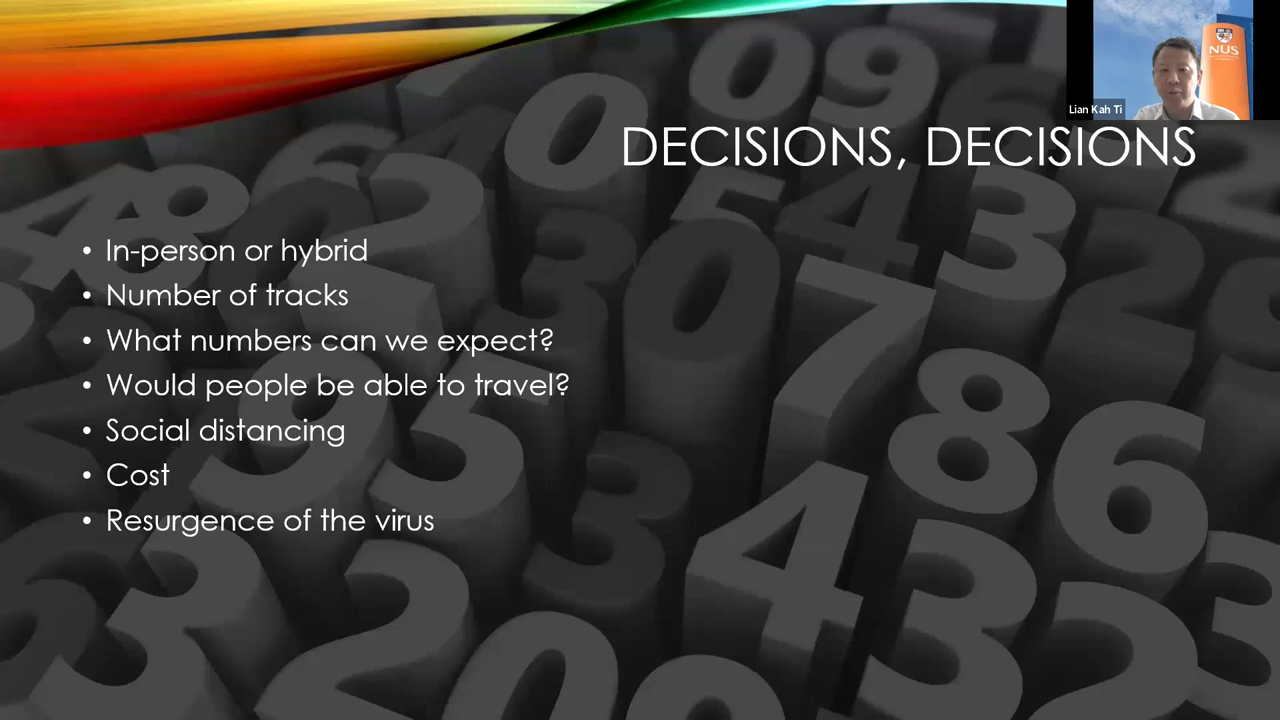 NUS
Lian Kah Ti
DECISIONS, DECISIONS
• In-person or hybrid
• Number of tracks
• What numbers can we expect?
• Would people be able to travel?
• Social distancing
• Cost
• Resurgence of the virus